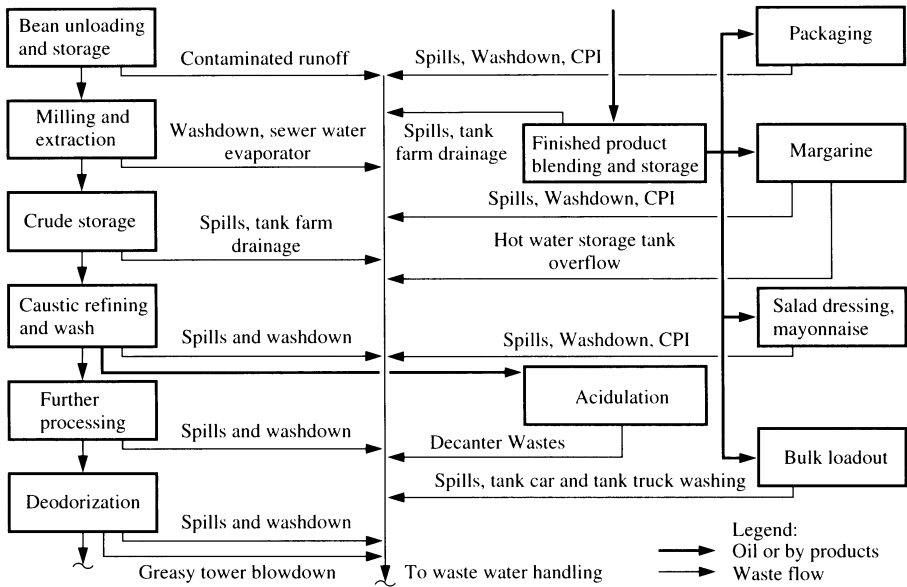 Bean unloading
and storage
Contaminated runoff
Milling and
extraction
Washdown, sewer water
evaporator
Crude storage
Spills, tank farm
drainage
Caustic refining
and wash
Spills and washdown
Further
processing
Spills and washdown
Deodorization
Spills and washdown
Greasy tower blowdown
Spills, Washdown, CPI
Packaging
Spills, tank
farm drainage
Finished product
blending and storage
Margarine
Spills, Washdown, CPI
Hot water storage tank
overflow
Salad dressing,
mayonnaise
Spills, Washdown, CPI
Acidulation
Decanter Wastes
Bulk loadout
Spills, tank car and tank truck washing
To waste water handling
Legend:
Oil or by products
Waste flow